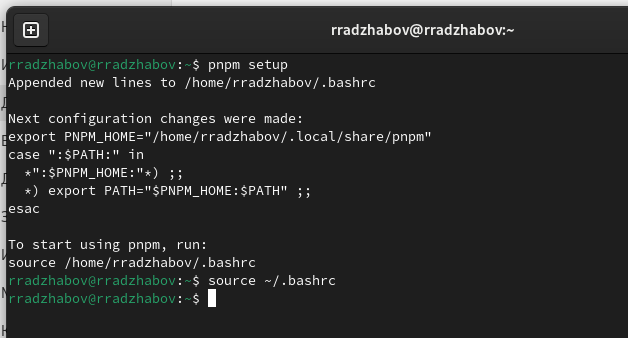 rradzhabov@rradzhabov:~
rradzhabov@rradzhabov:~$ pnpm setup
Appended new lines to /home/rradzhabov/.bashrc
Next configuration changes were made:
export PNPM_HOME="/home/rradzhabov/.local/share/pnpm"
case ":$PATH:" in
  *":$PNPM_HOME:"*) ;;
  *) export PATH="$PNPM_HOME:$PATH" ;;
esac
To start using pnpm, run:
source /home/rradzhabov/.bashrc
rradzhabov@rradzhabov:~$ source ~/.bashrc
rradzhabov@rradzhabov:~$